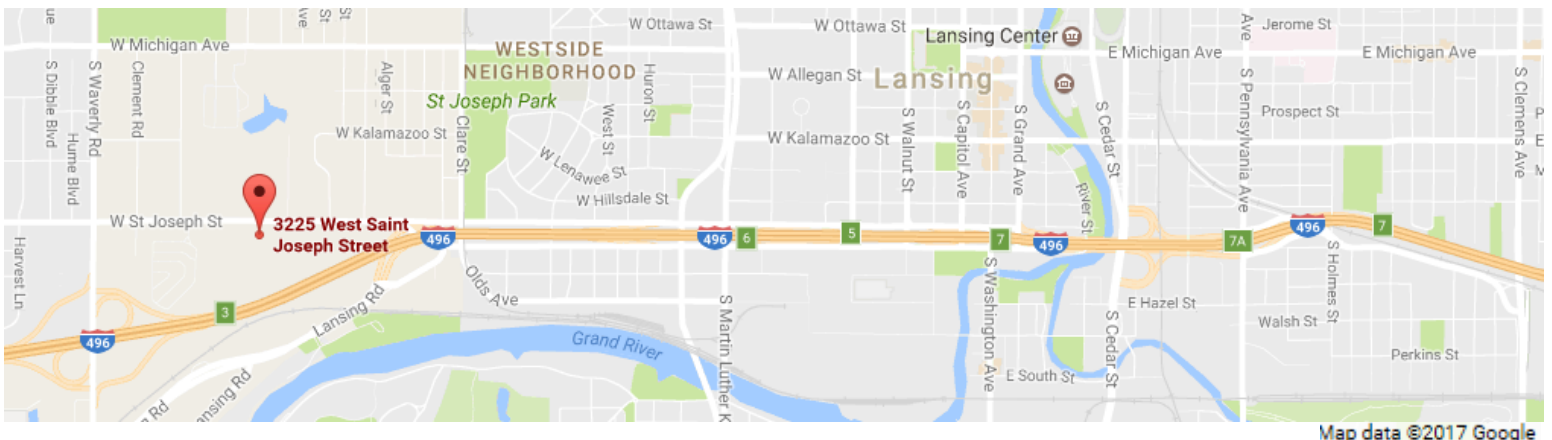 W Ottawa St
W Ottawa St
Jerome St
Lansing Center
W Michigan Ave
WESTSIDE
NEIGHBORHOOD
E Michigan Ave
E Michigan Ave
S Dibble Blvd
S Waverly Rd
Clement Rd
Alger St
Huron St
W Allegan St
Lansing
St Joseph Park
West St
Prospect St
Hume Blvd
W Kalamazoo St
S Clare St
W Kalamazoo St
S Walnut St
S Capitol Ave
S Grand Ave
S Cedar St
S Pennsylvania Ave
S Clemens Ave
W Lenawee St
W Hillsdale St
River St
W St Joseph St
3225 West Saint
Joseph Street
496
496
6
5
7
496
7A
496
7
Harvest Ln
Olds Ave
S Washington Ave
S Holmes St
3
Lansing Rd
S Martin Luther K
E Hazel St
S Cedar St
Walsh St
496
Grand River
Perkins St
E South St
ansing Rd
g Rd
Map data ©2017 Google